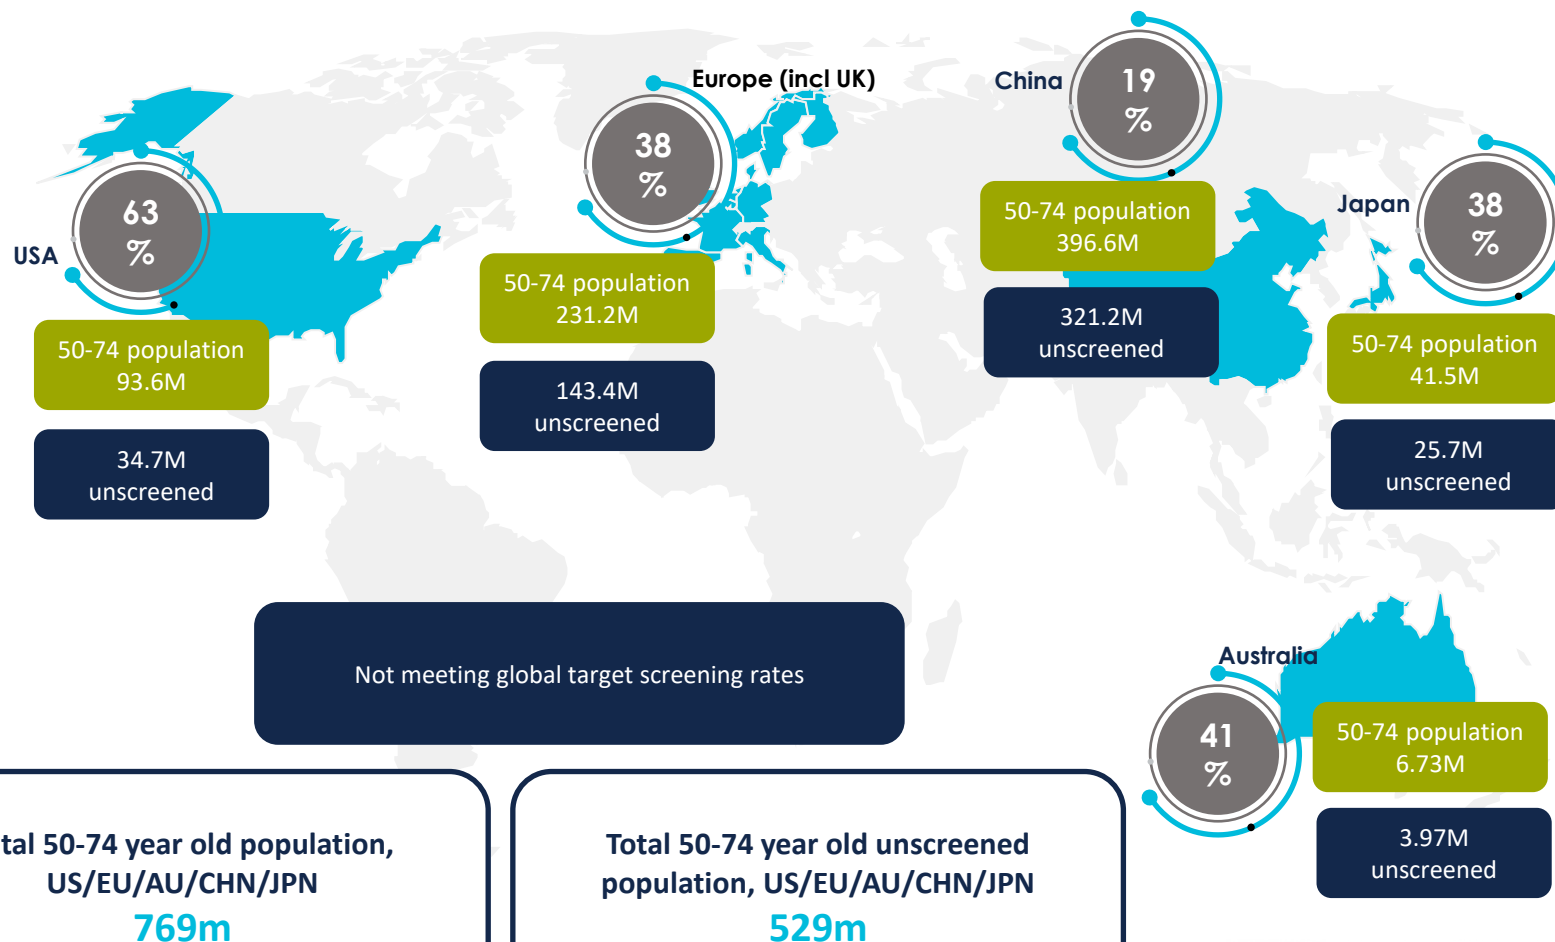 USA
63
%
50-74 population
93.6M
34.7M
unscreened
Europe (incl UK)
38
%
50-74 population
231.2M
143.4M
unscreened
China
19
%
50-74 population
396.6M
321.2M
unscreened
Japan
38
%
50-74 population
41.5M
25.7M
unscreened
Not meeting global target screening rates
Australia
41
%
50-74 population
6.73M
3.97M
unscreened
tal 50-74 year old population,
US/EU/AU/CHN/JPN
769m
Total 50-74 year old unscreened
population, US/EU/AU/CHN/JPN
529m